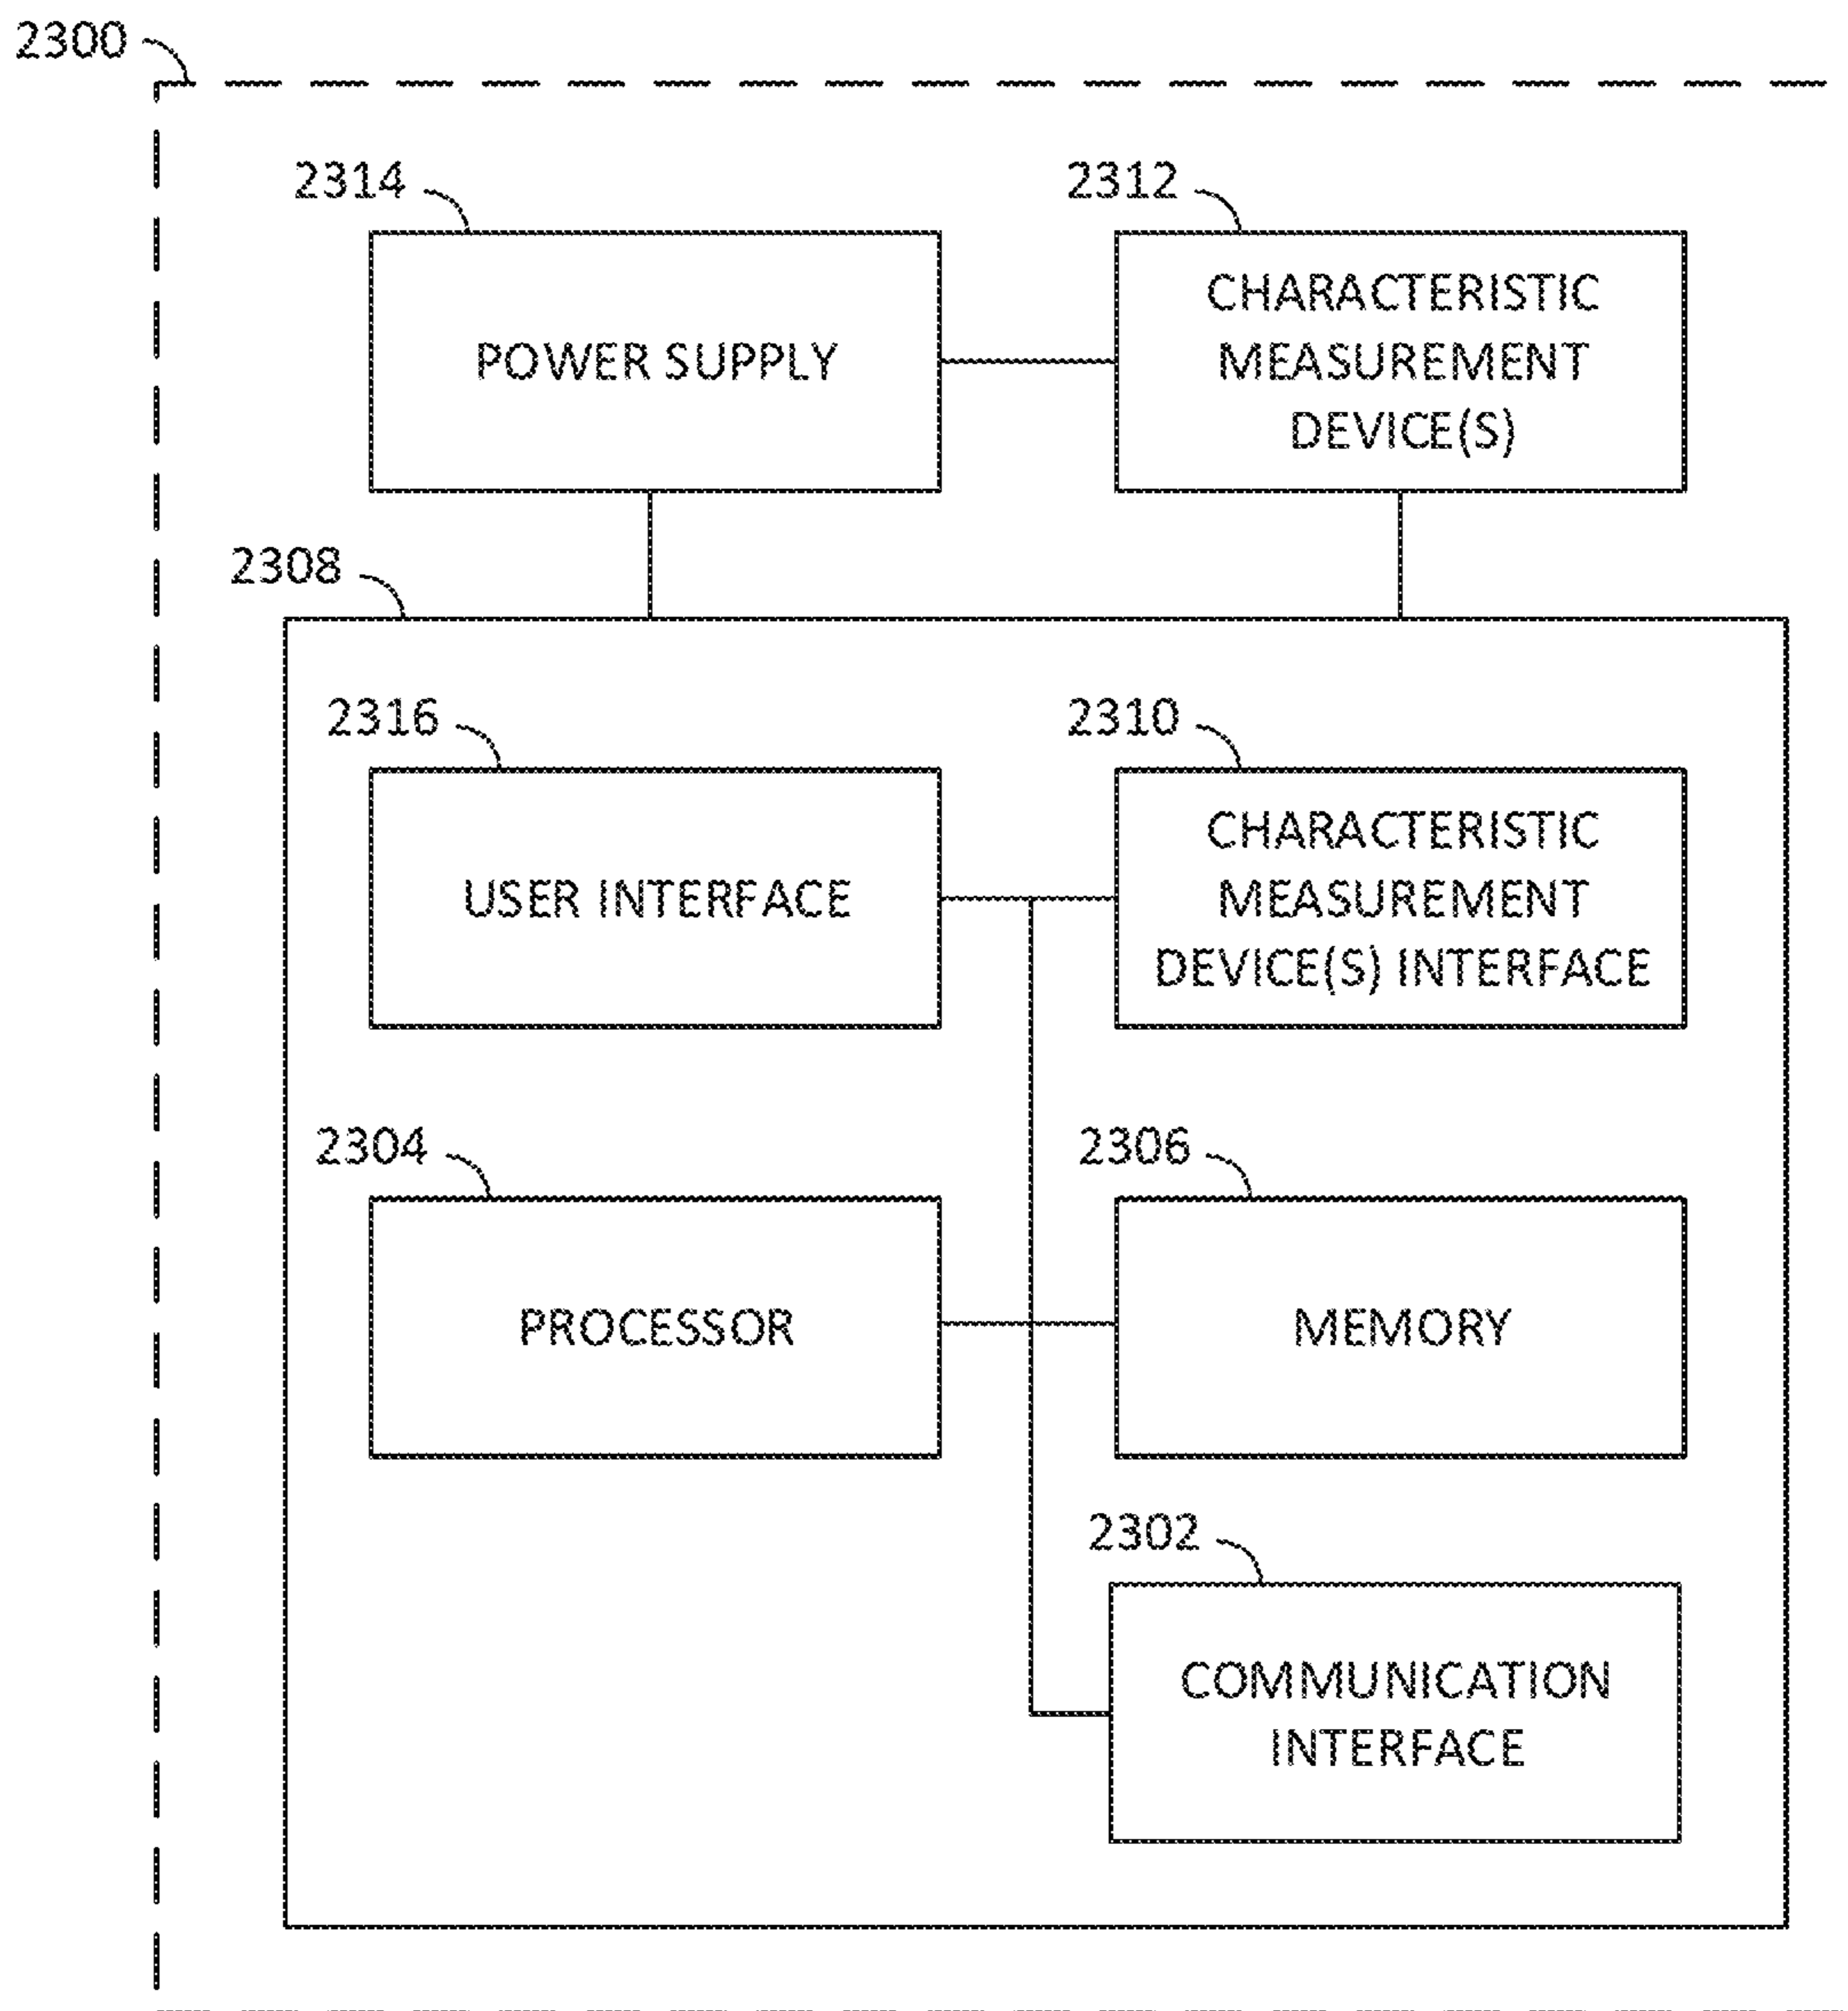 2300
2314
2312
POWER SUPPLY
CHARACTERISTIC
MEASUREMENT
DEVICE(S)
2308
2316
2310
USER INTERFACE
CHARACTERISTIC
MEASUREMENT
DEVICE(S) INTERFACE
2304
2306
PROCESSOR
MEMORY
2302
COMMUNICATION
INTERFACE